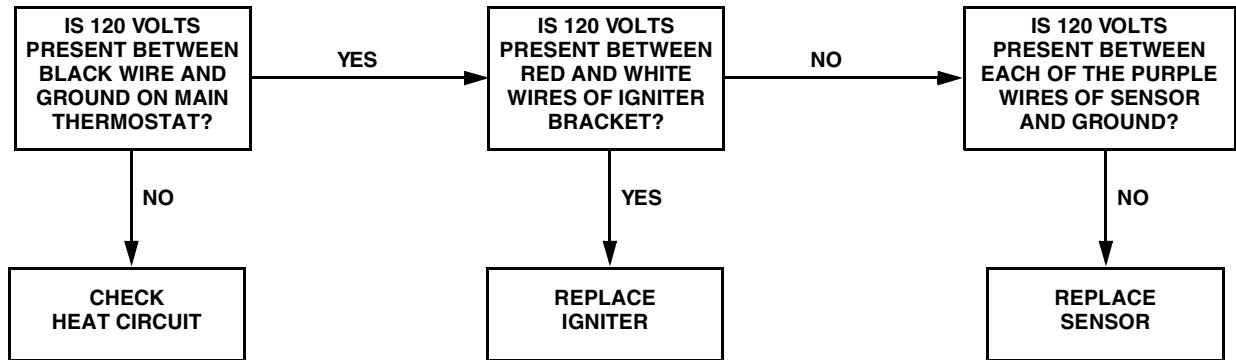 IS 120 VOLTS
PRESENT BETWEEN
BLACK WIRE AND
GROUND ON MAIN
THERMOSTAT?
YES
IS 120 VOLTS
PRESENT BETWEEN
RED AND WHITE
WIRES OF IGNITER
BRACKET?
NO
IS 120 VOLTS
PRESENT BETWEEN
EACH OF THE PURPLE
WIRES OF SENSOR
AND GROUND?
NO
YES
NO
CHECK
HEAT CIRCUIT
REPLACE
IGNITER
REPLACE
SENSOR